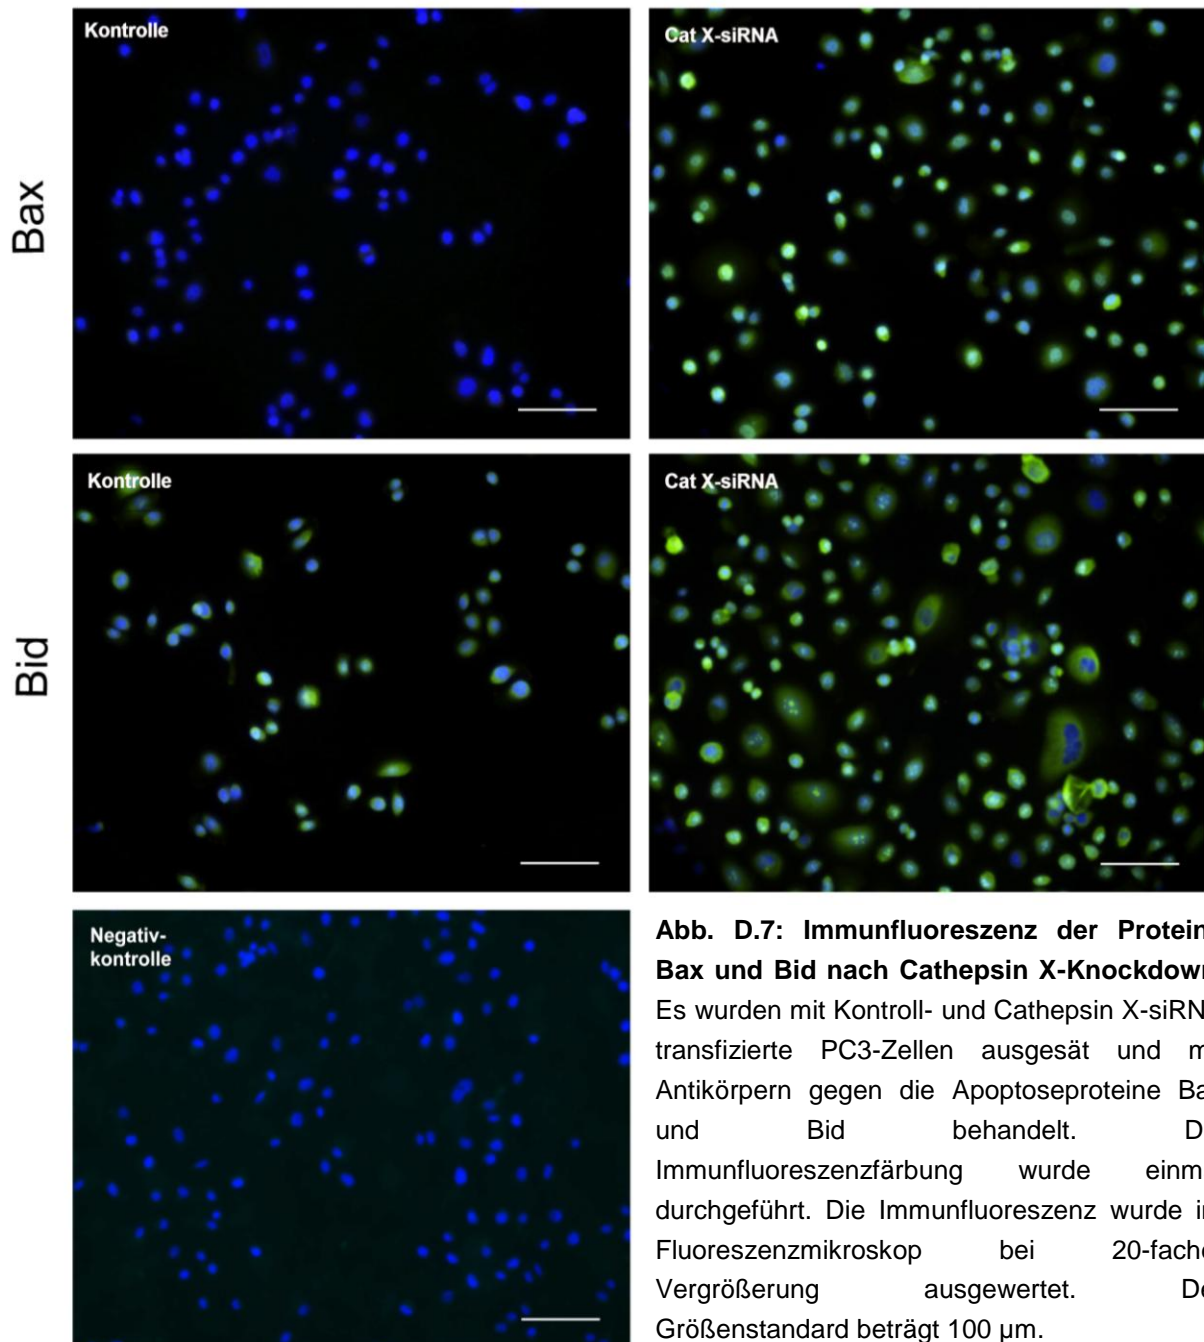 Bax
Kontrolle
Cat X-siRNA
Bid
Kontrolle
Cat X-siRNA
Negativ-
kontrolle
Abb. D.7: Immunfluoreszenz der Protein
Bax und Bid nach Cathepsin X-Knockdown
Es wurden mit Kontroll- und Cathepsin X-siRN
transfizierte PC3-Zellen ausgesät und m
Antikörpern gegen die Apoptoseproteine Ba
und Bid behandelt. D
Immunfluoreszenzfärbung wurde einm
durchgeführt. Die Immunfluoreszenz wurde i
Fluoreszenzmikroskop bei 20-fache
Vergrößerung ausgewertet. De
Größenstandard beträgt 100 µm.